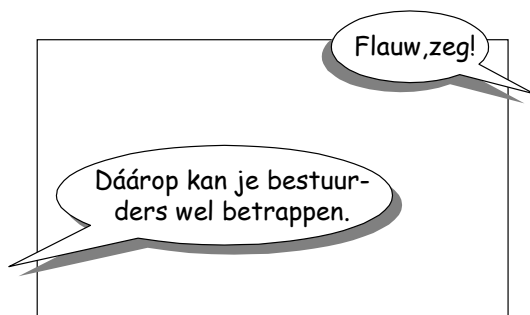 Flauw,zeg!
Dáárop kan je bestuur-
ders wel betrappen.